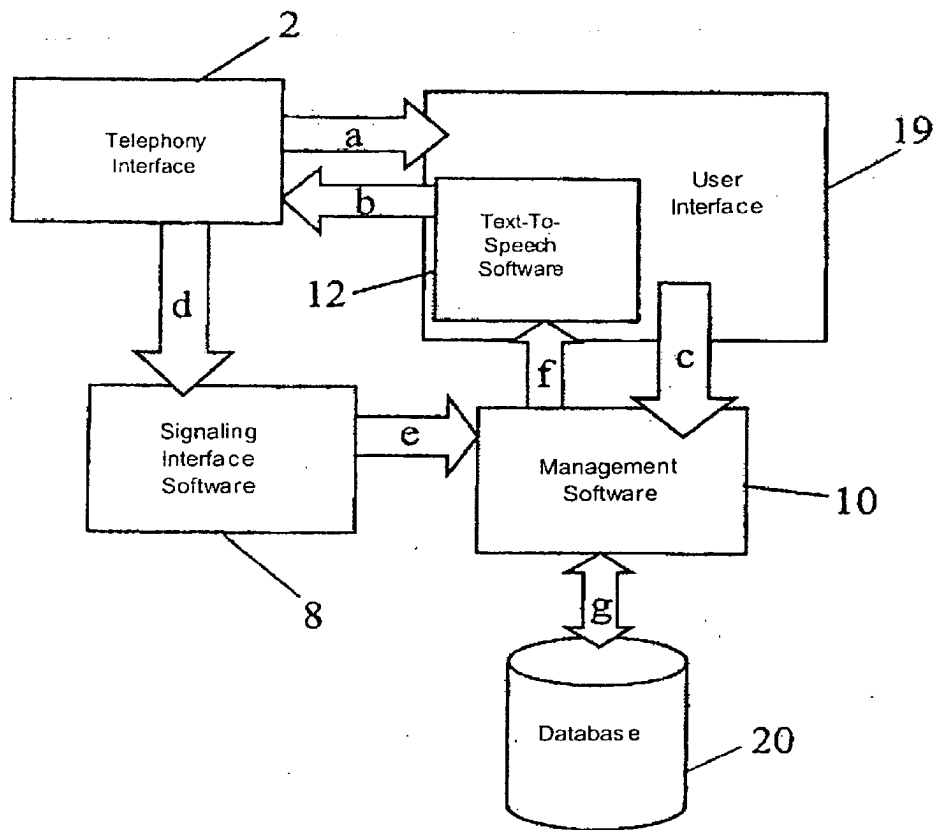 2
Telephony
Interface
a
19
User
Interface
b
Text-To-
Speech
Software
12
d
f
c
Signaling
Interface
Software
e
Management
Software
10
8
g
Database
20